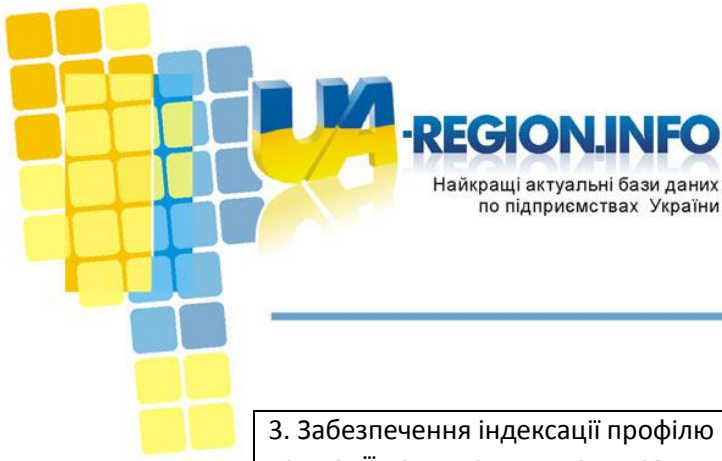 UA-REGION.INFO
Найкращі актуальні бази даних
по підприємствах України
3. Забезпечення індексації профілю